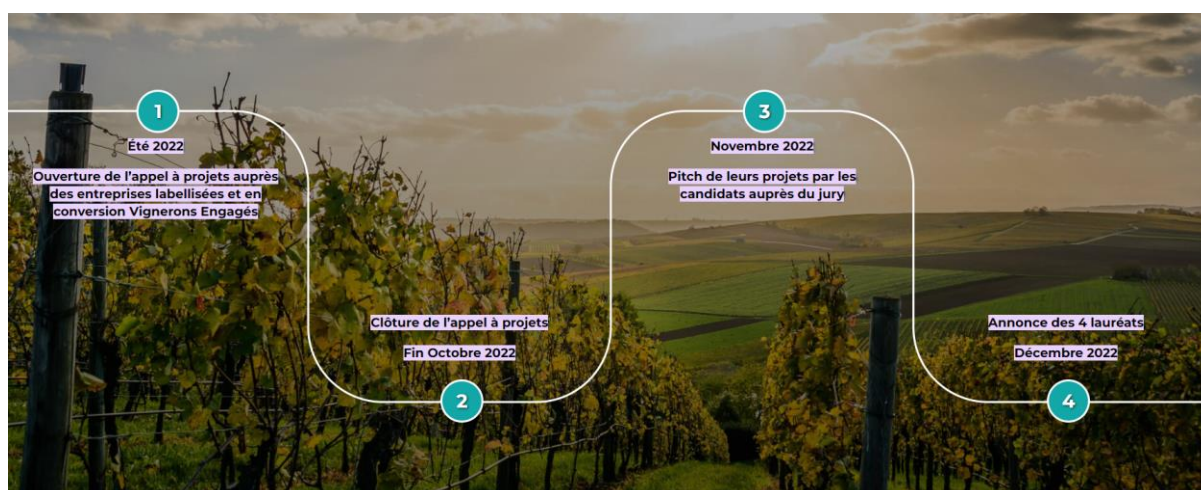 1
Été 2022
Ouverture de l'appel à projets auprès
des entreprises labellisées et en
conversion Vignerons Engagés
Clôture de l'appel à projets
Fin Octobre 2022
2
3
Novembre 2022
Pitch de leurs projets par les
candidats auprès du jury
Annonce des 4 lauréats
Décembre 2022
4